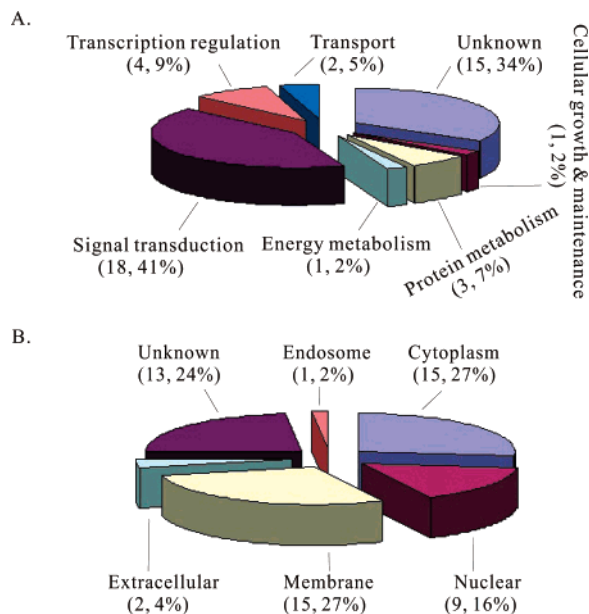 A.
Transcription regulation
(4, 9%)
Transport
(2, 5%)
Unknown
(15, 34%)
Cellular growth & maintenance
(1, 2%)
Signal transduction
(18, 41%)
Energy metabolism
(1, 2%)
Protein metabolism
(3, 7%)
B.
Unknown
(13, 24%)
Endosome
(1, 2%)
Cytoplasm
(15, 27%)
Extracellular
(2, 4%)
Membrane
(15, 27%)
Nuclear
(9, 16%)